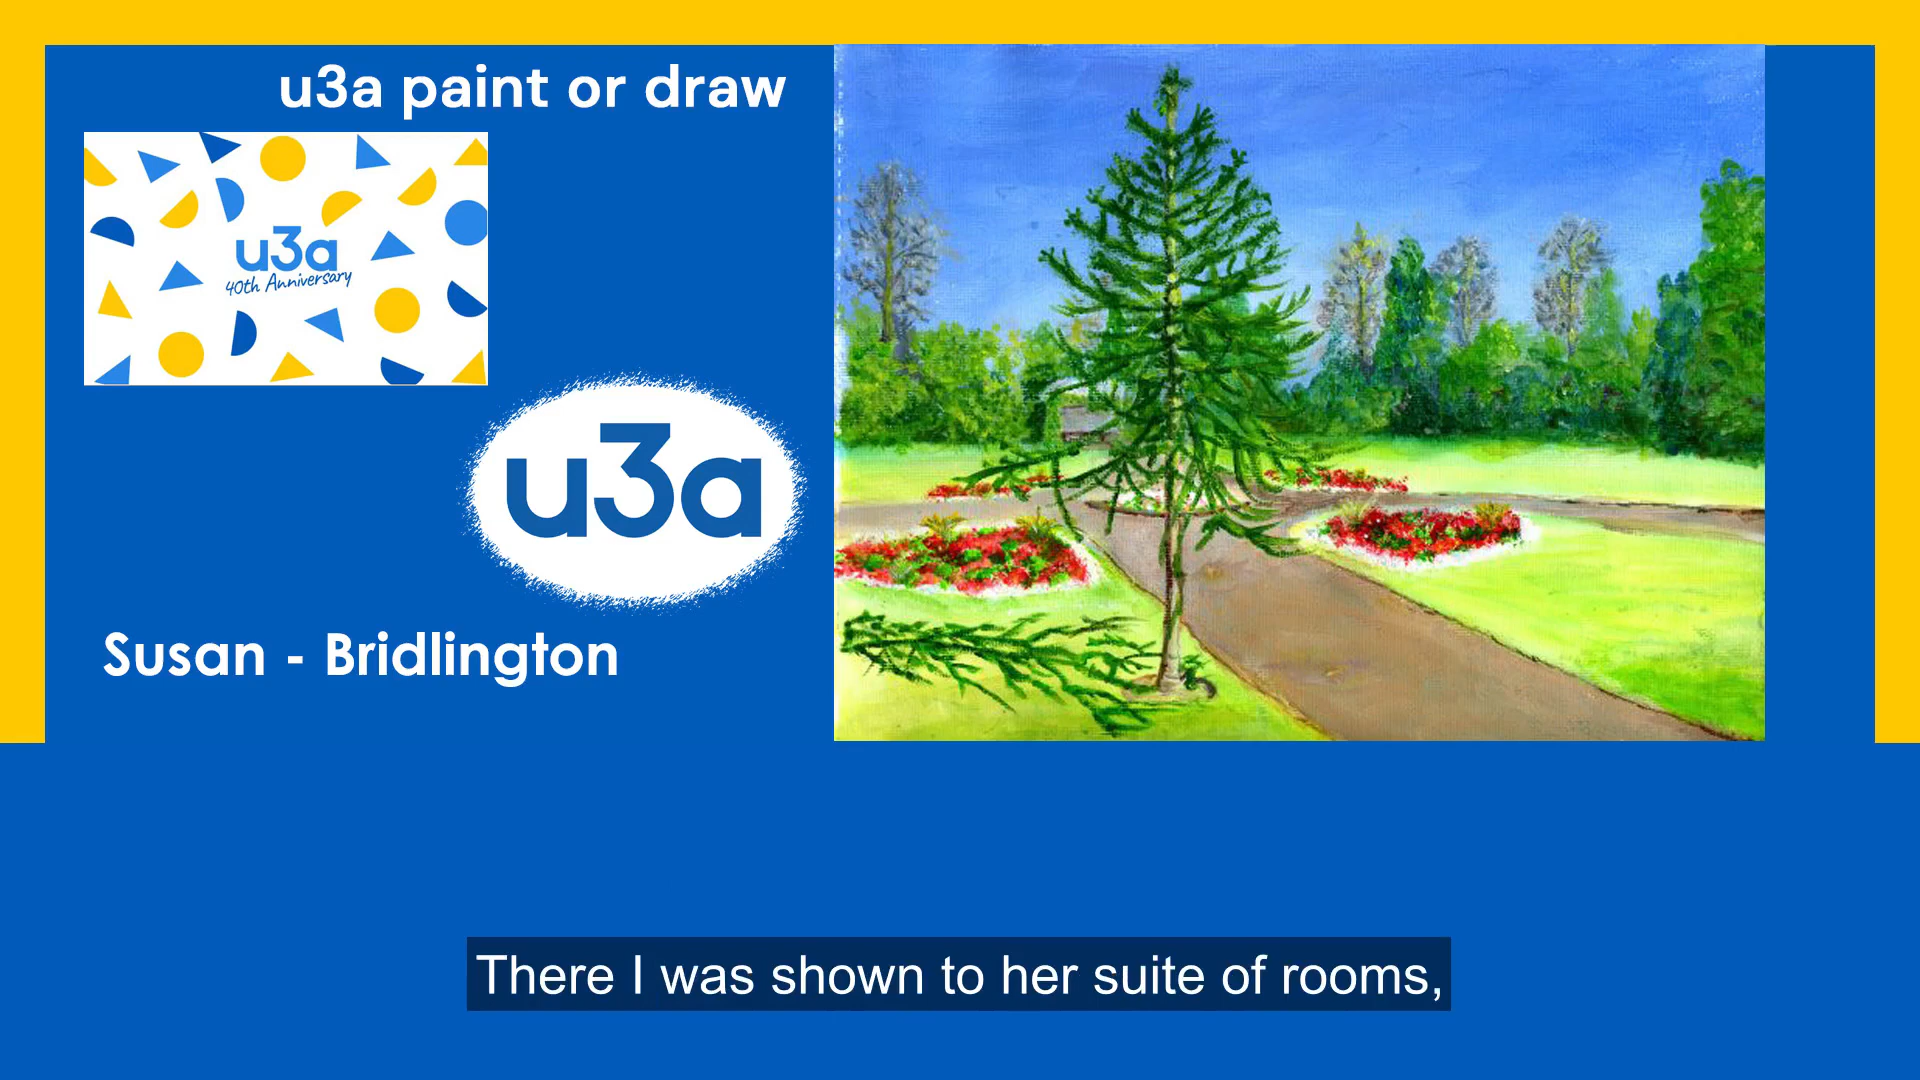 u3a paint or draw
u3a
40th Anniversary
u3a
Susan - Bridlington
There I was shown to her suite of rooms,